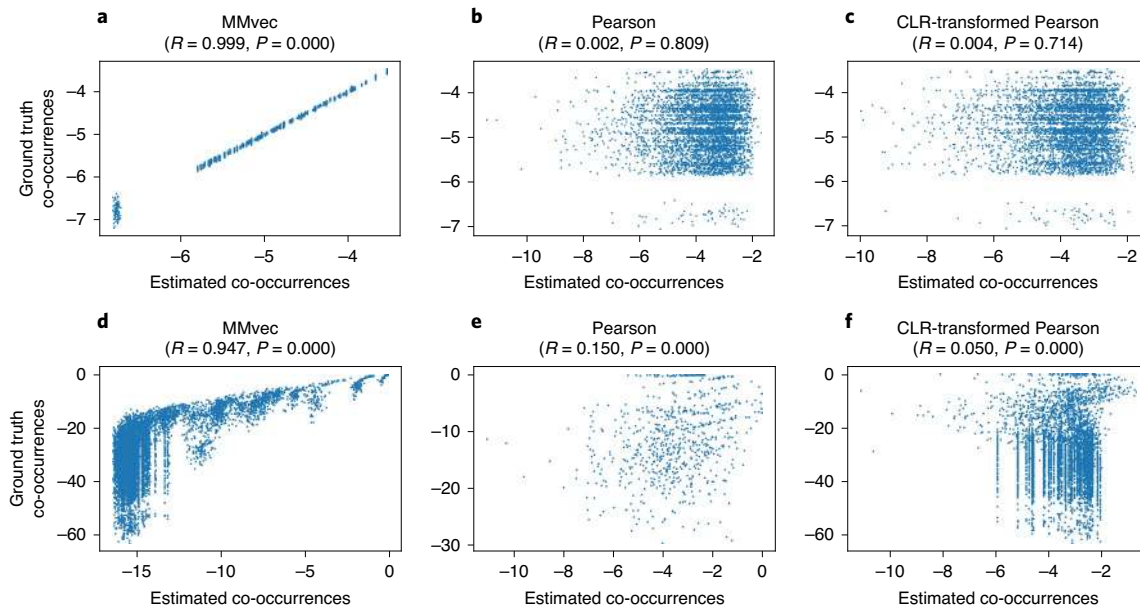 a
MMvec
(R = 0.999, P = 0.000)
Ground truth
co-occurrences
−4
−5
−6
−7
−6
−5
−4
Estimated co-occurrences
b
Pearson
(R = 0.002, P = 0.809)
−4
−5
−6
−7
−10
−8
−6
−4
−2
Estimated co-occurrences
c
CLR-transformed Pearson
(R = 0.004, P = 0.714)
−4
−5
−6
−7
−10
−8
−6
−4
−2
Estimated co-occurrences
d
MMvec
(R = 0.947, P = 0.000)
Ground truth
co-occurrences
0
−20
−40
−60
−15
−10
−5
0
Estimated co-occurrences
e
Pearson
(R = 0.150, P = 0.000)
0
−10
−20
−30
−10
−8
−6
−4
−2
0
Estimated co-occurrences
f
CLR-transformed Pearson
(R = 0.050, P = 0.000)
0
−20
−40
−60
−10
−8
−6
−4
−2
Estimated co-occurrences